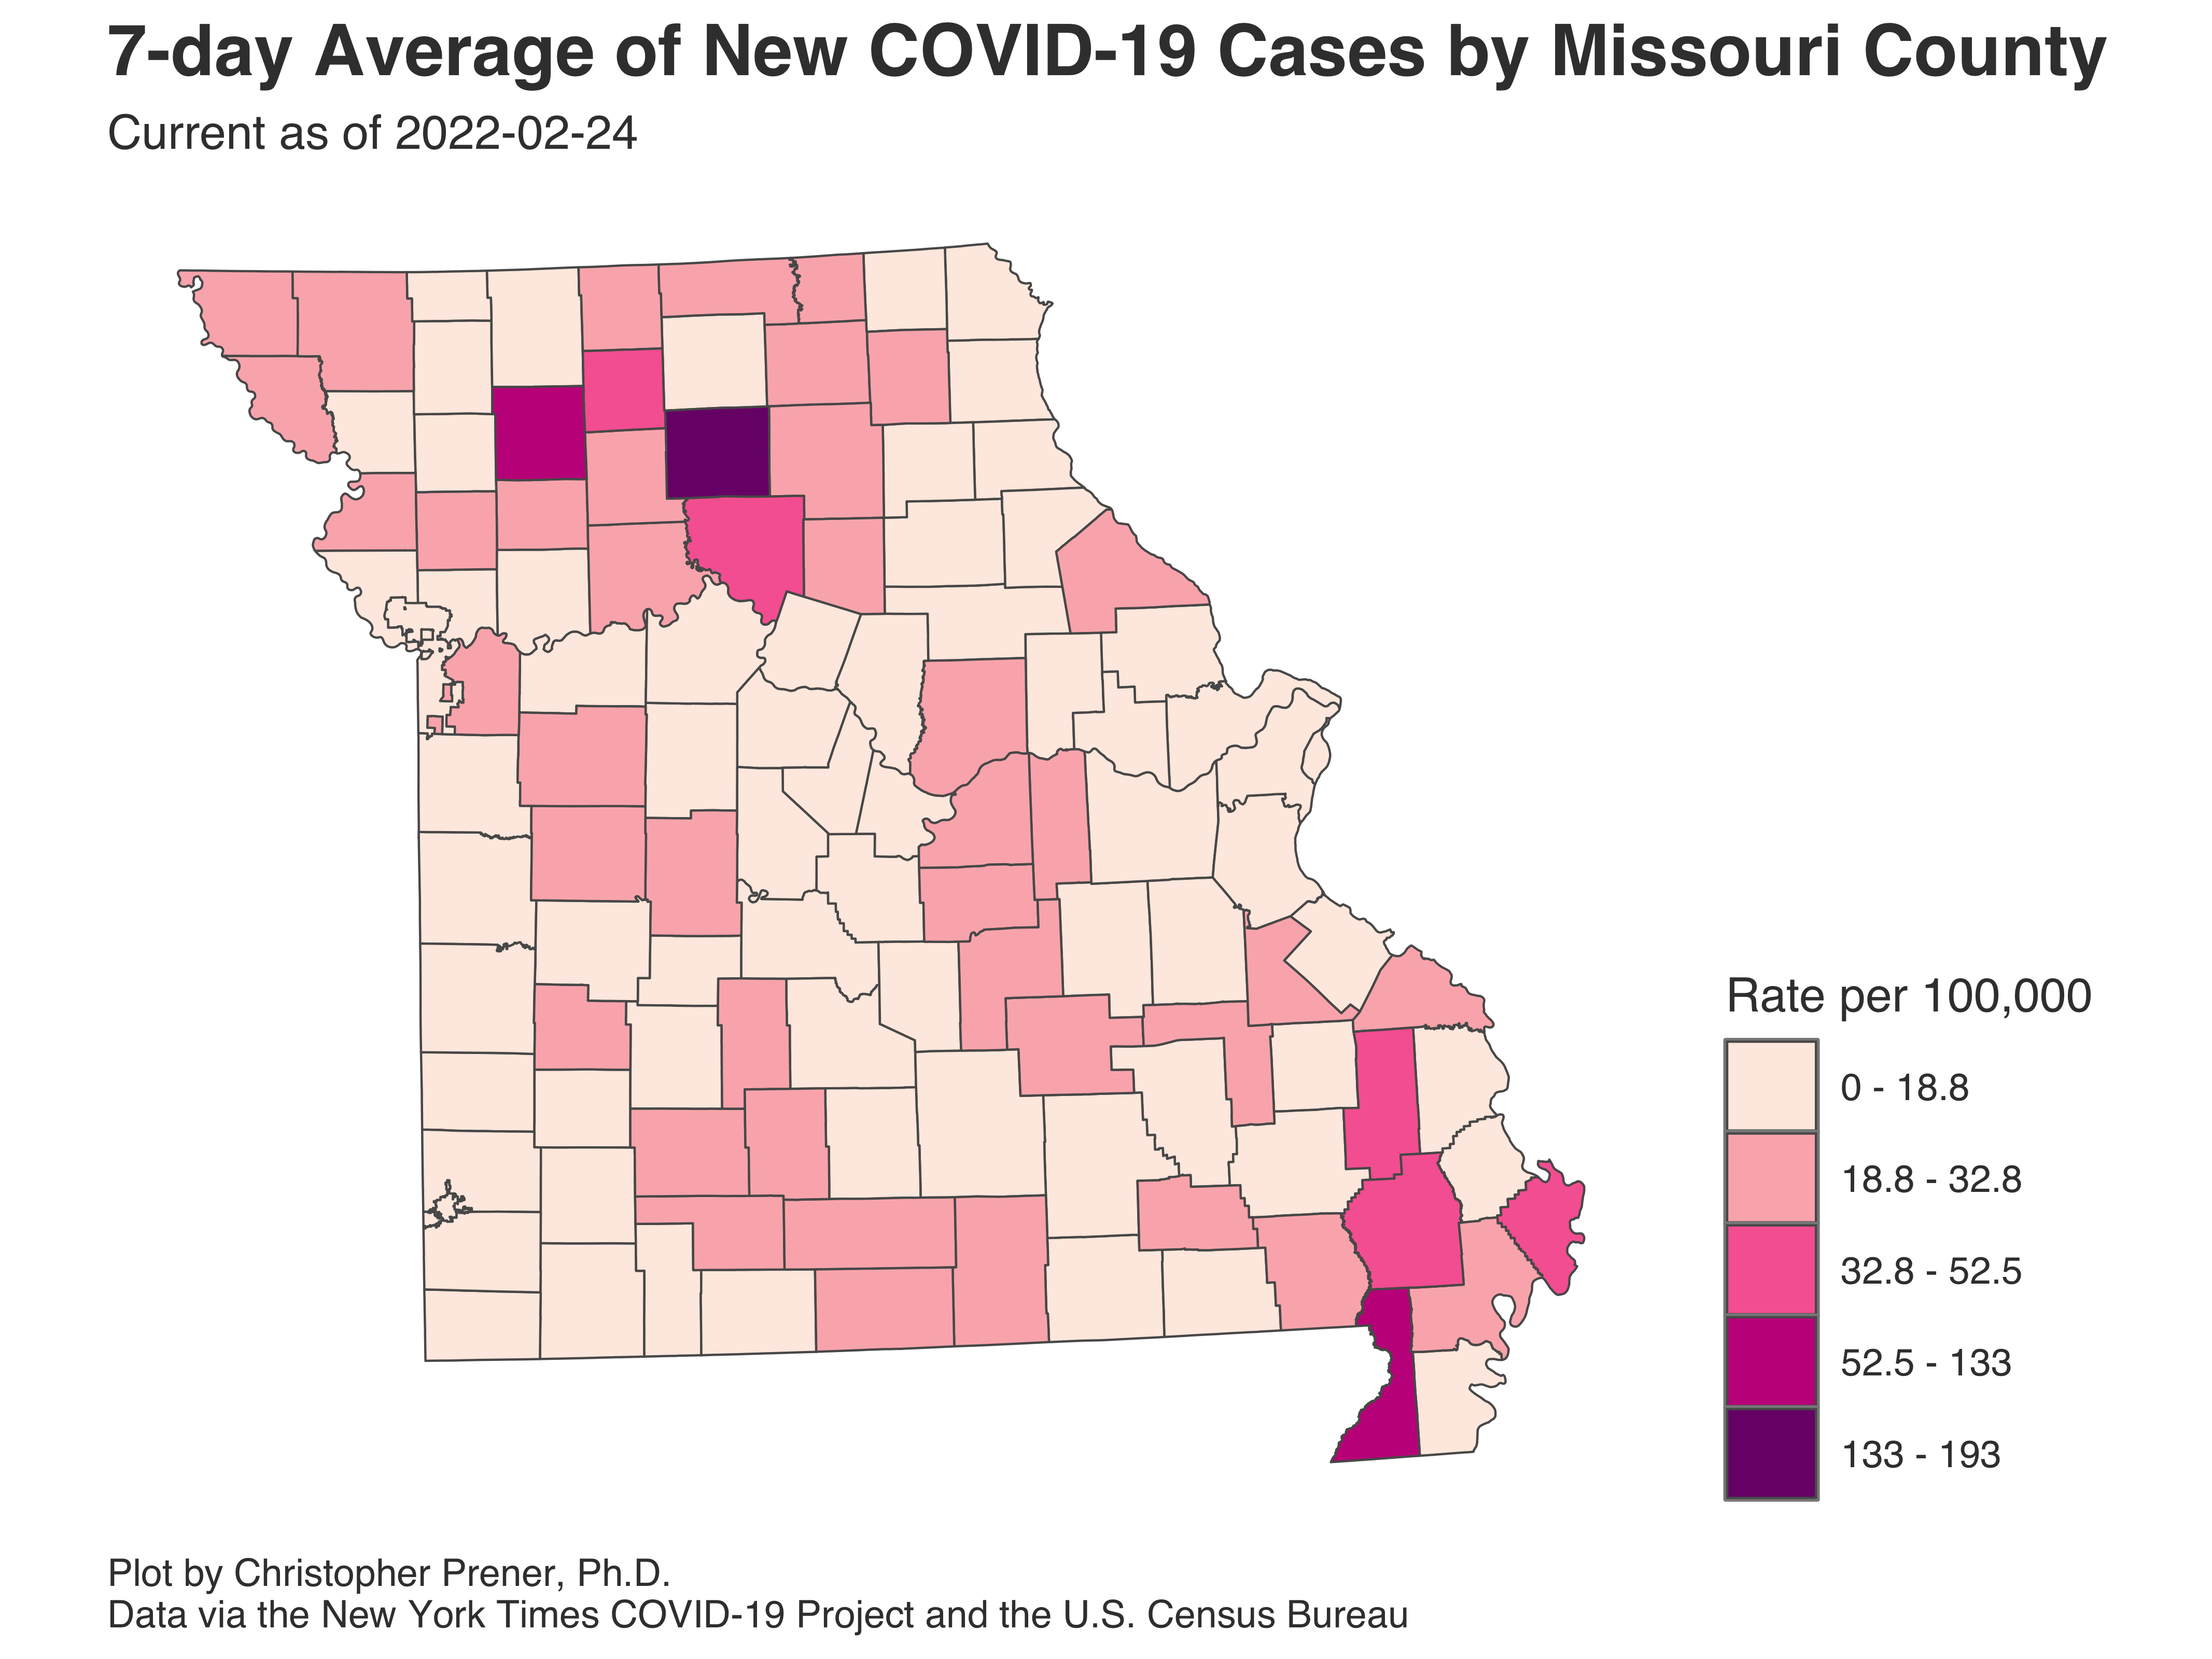 7-day Average of New COVID-19 Cases by Missouri County
Current as of 2022-02-24
Rate per 100,000
0 - 18.8
18.8 - 32.8
32.8 - 52.5
52.5 - 133
133 - 193
Plot by Christopher Prener, Ph.D.
Data via the New York Times COVID-19 Project and the U.S. Census Bureau